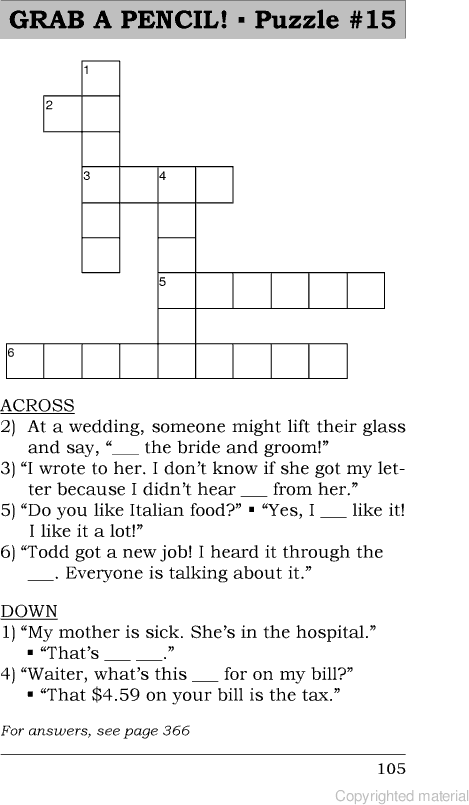 GRAB A PENCIL! ▪ Puzzle #15
1
2
3 4
5
6
ACROSS
2) At a wedding, someone might lift their glass
and say, “___ the bride and groom!”
3) “I wrote to her. I don’t know if she got my let-
ter because I didn’t hear ___ from her.”
5) “Do you like Italian food?” ▪ “Yes, I ___ like it!
I like it a lot!”
6) “Todd got a new job! I heard it through the
___. Everyone is talking about it.”
DOWN
1) “My mother is sick. She’s in the hospital.”
▪ “That’s ___ ___.”
4) “Waiter, what’s this ___ for on my bill?”
▪ “That $4.59 on your bill is the tax.”
For answers, see page 366
105
Copyrighted material